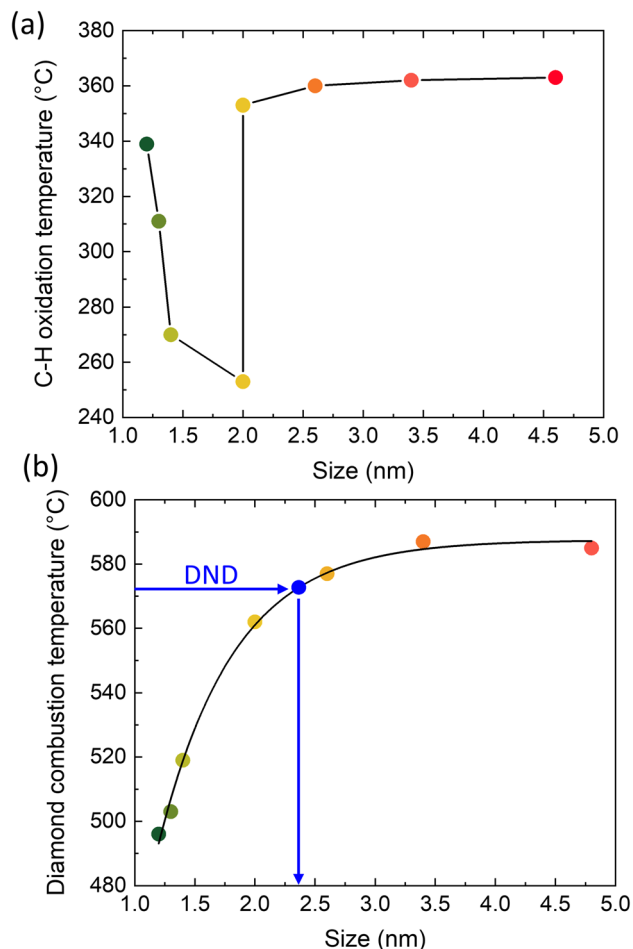 (a)
C-H oxidation temperature (°C)
380
360
340
320
300
280
260
240
1.0 1.5 2.0 2.5 3.0 3.5 4.0 4.5 5.0
Size (nm)
(b)
Diamond combustion temperature (°C)
600
580
560
540
520
500
480
DND
1.0 1.5 2.0 2.5 3.0 3.5 4.0 4.5 5.0
Size (nm)